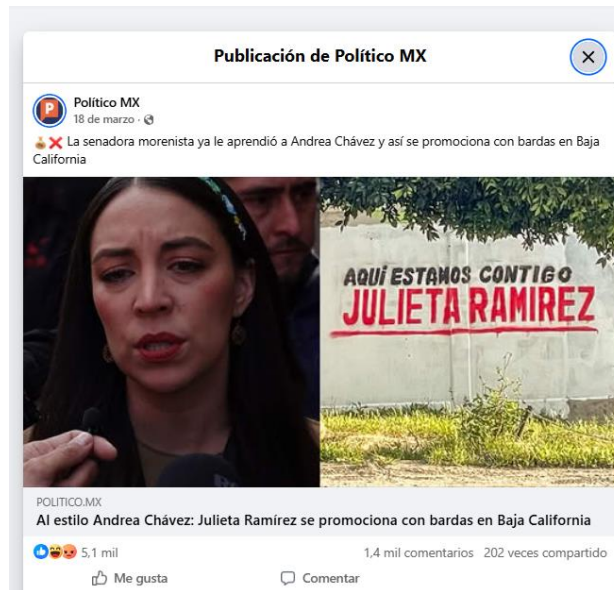 Publicación de Político MX
Político MX
18 de marzo ·
La senadora morenista ya le aprendió a Andrea Chávez y así se promociona con bardas en Baja
California
AQUÍ ESTAMOS CONTIGO
JULIETA RAMIREZ
POLITICO.MX
Al estilo Andrea Chávez: Julieta Ramírez se promociona con bardas en Baja California
5,1 mil
1,4 mil comentarios 202 veces compartido
Me gusta
Comentar